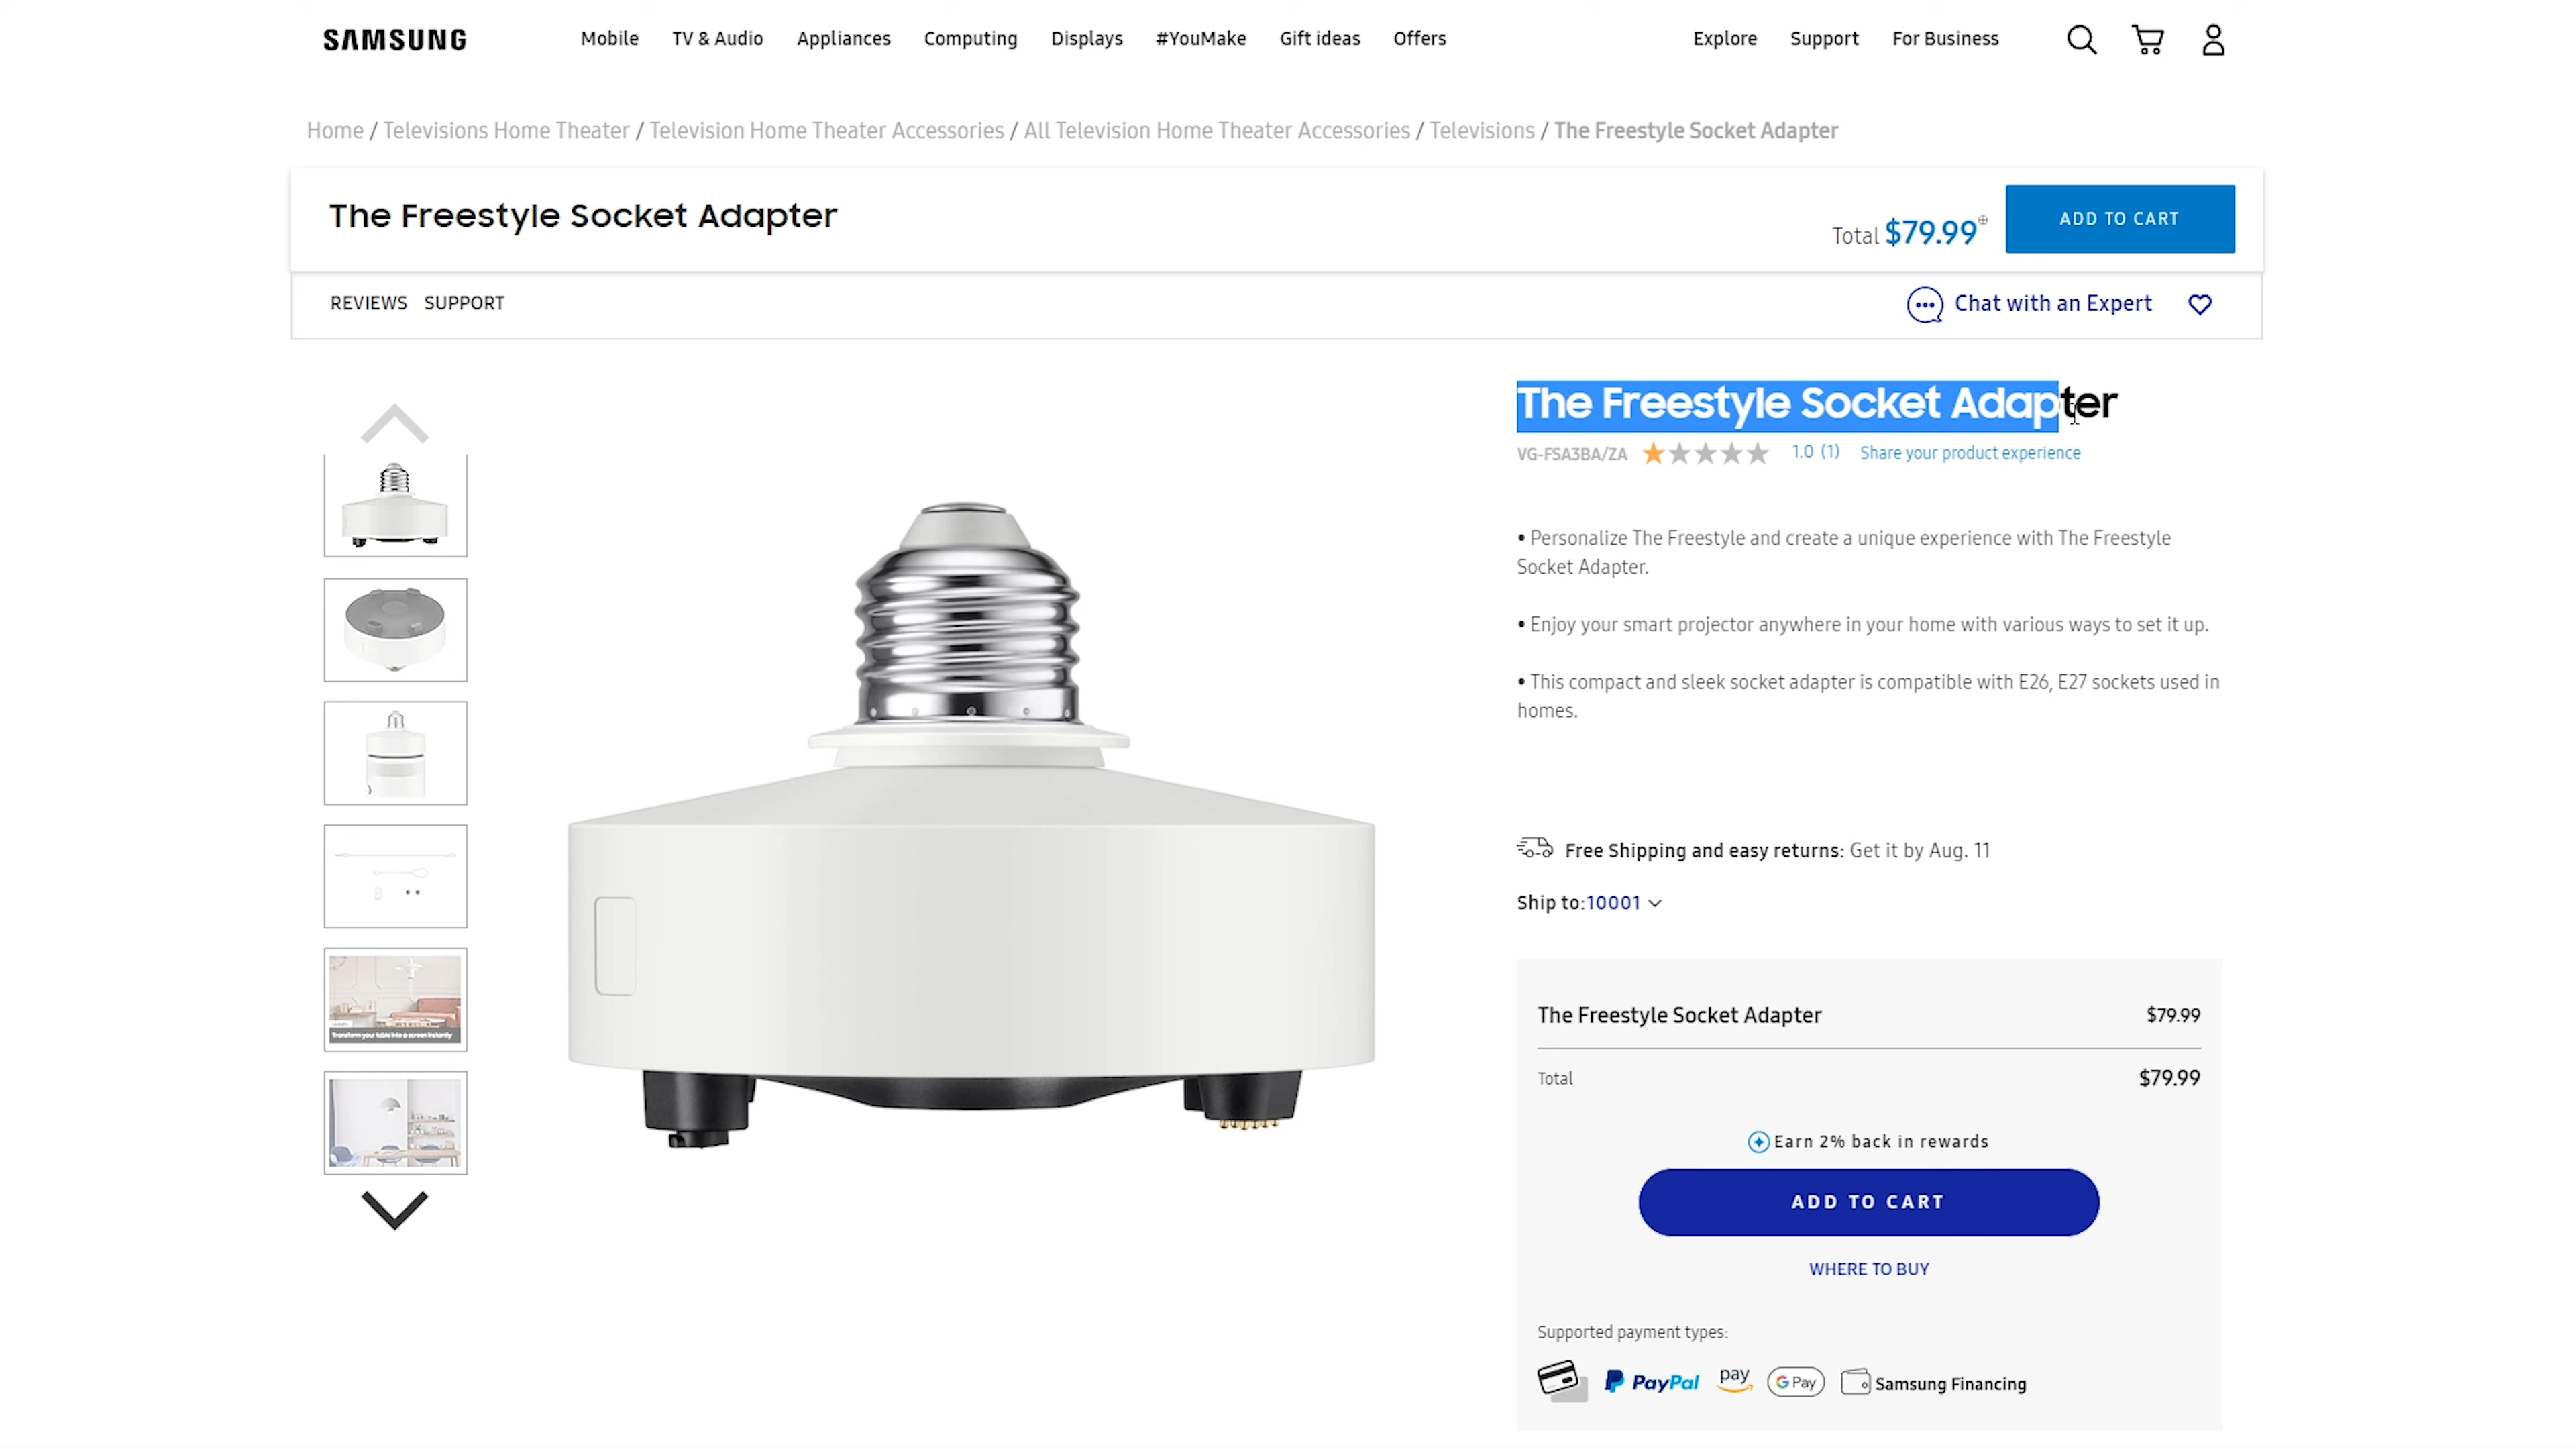 SAMSUNG
Mobile TV & Audio Appliances Computing Displays #YouMake Gift ideas Offers
Explore Support For Business
Home / Televisions Home Theater / Television Home Theater Accessories / All Television Home Theater Accessories / Televisions / The Freestyle Socket Adapter
The Freestyle Socket Adapter
Total $79.99
ADD TO CART
REVIEWS SUPPORT
Chat with an Expert
The Freestyle Socket Adapter
VG-FSA3BA/ZA 1.0 (1) Share your product experience
• Personalize The Freestyle and create a unique experience with The Freestyle
Socket Adapter.
• Enjoy your smart projector anywhere in your home with various ways to set it up.
• This compact and sleek socket adapter is compatible with E26, E27 sockets used in
homes.
Transform your table into a screen instantly
Free Shipping and easy returns: Get it by Aug. 11
Ship to:10001
The Freestyle Socket Adapter $79.99
Total $79.99
Earn 2% back in rewards
ADD TO CART
WHERE TO BUY
Supported payment types:
PayPal pay G Pay Samsung Financing